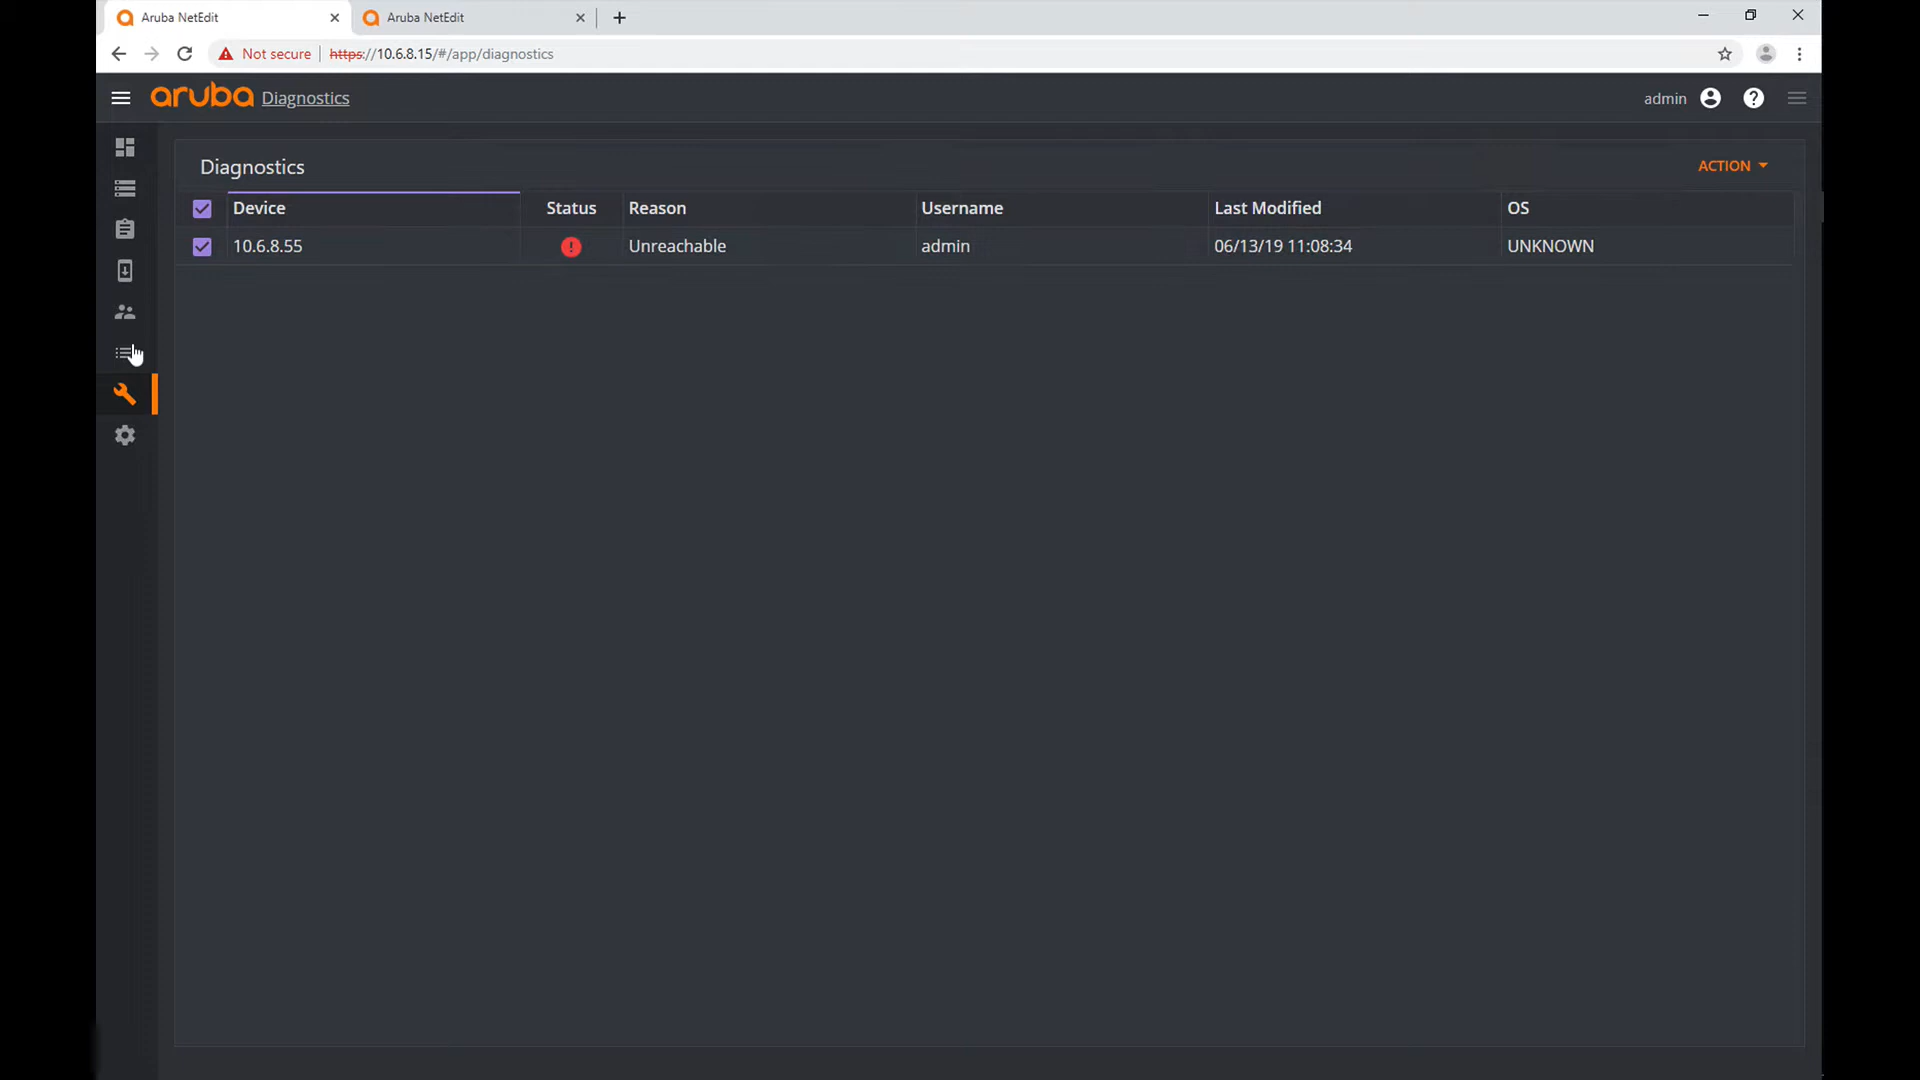 Aruba NetEdit Aruba NetEdit
Not secure https://10.6.8.15/#/app/diagnostics
aruba Diagnostics admin
Diagnostics ACTION
Device Status Reason Username Last Modified OS
10.6.8.55 Unreachable admin 06/13/19 11:08:34 UNKNOWN